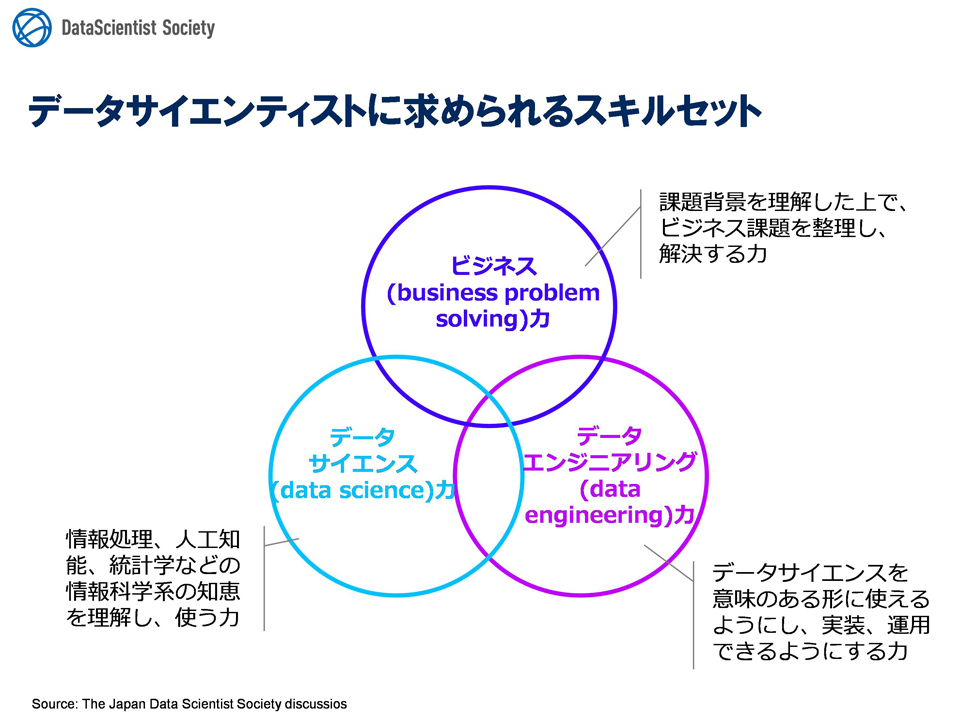 DataScientist Society
データサイエンティストに求められるスキルセット
課題背景を理解した上で、
ビジネス課題を整理し、
解決する力
ビジネス
(business problem
solving)力
データ
サイエンス
(data science)力
データ
エンジニアリング
(data
engineering)力
情報処理、人工知
能、統計学などの
情報科学系の知恵
を理解し、使う力
データサイエンスを
意味のある形に使える
ようにし、実装、運用
できるようにする力
Source: The Japan Data Scientist Society discussios